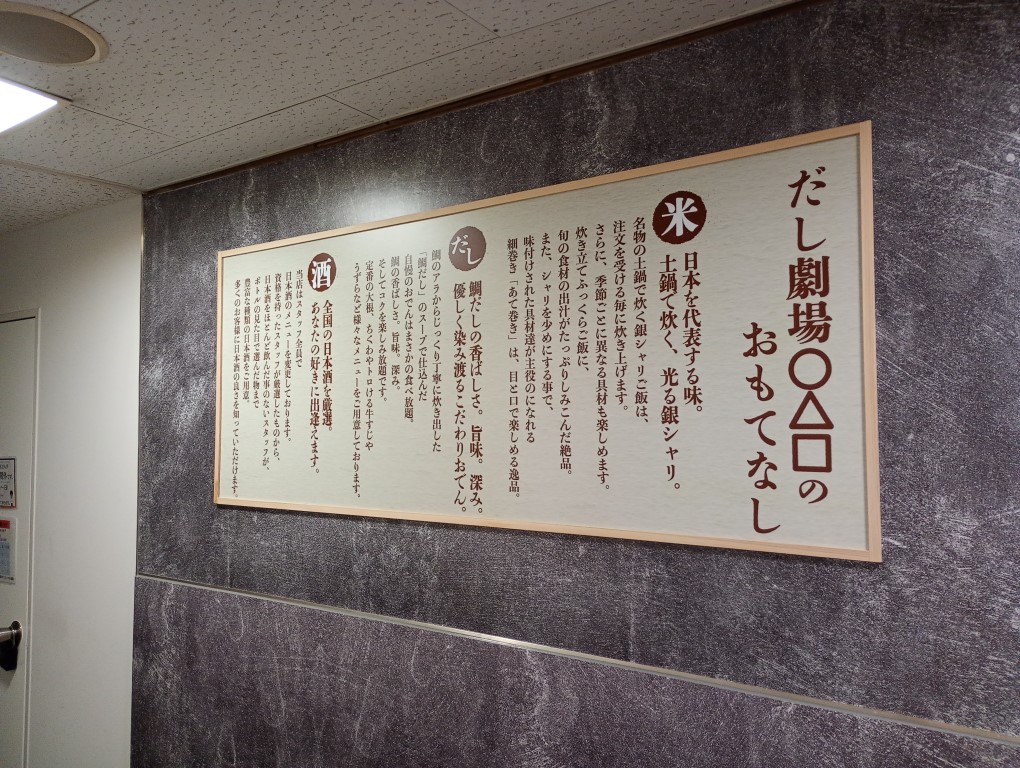 だし劇場○△□の
おもてなし
米
日本を代表する味。
土鍋で炊く、光る銀シャリ。
名物の土鍋で炊く銀シャリご飯は、
注文を受ける毎に炊き上げます。
さらに、季節ごとに異なる具材も楽しめます。
炊き立てふっくらご飯に、
旬の食材の出汁がたっぷりしみこんだ絶品。
また、シャリを少めにする事で、
味付けされた具材達が主役のになれる
細巻き「あて巻き」は、目と口で楽しめる逸品。
だし
鯛だしの香ばしさ。旨味。深み。
優しく染み渡るこだわりおでん。
鯛のアラからじっくり丁寧に炊き出した
「鯛だし」のスープで仕込んだ
自慢のおでんはまさかの食べ放題。
鯛の香ばしさ。旨味。深み。
そしてコクを楽しみ放題です。
定番の大根、ちくわやトロける牛すじや
うずらなど様々なメニューをご用意しております。
酒
全国の日本酒を厳選。
あなたの好きに出逢えます。
当店はスタッフ全員で
日本酒のメニューを変更しております。
資格を持ったスタッフが厳選したものから、
日本酒をほとんど飲んだ事のないスタッフが、
ボトルの見た目で選んだ物まで
豊富な種類の日本酒をご用意。
多くのお客様に日本酒の良さを知っていただけます。